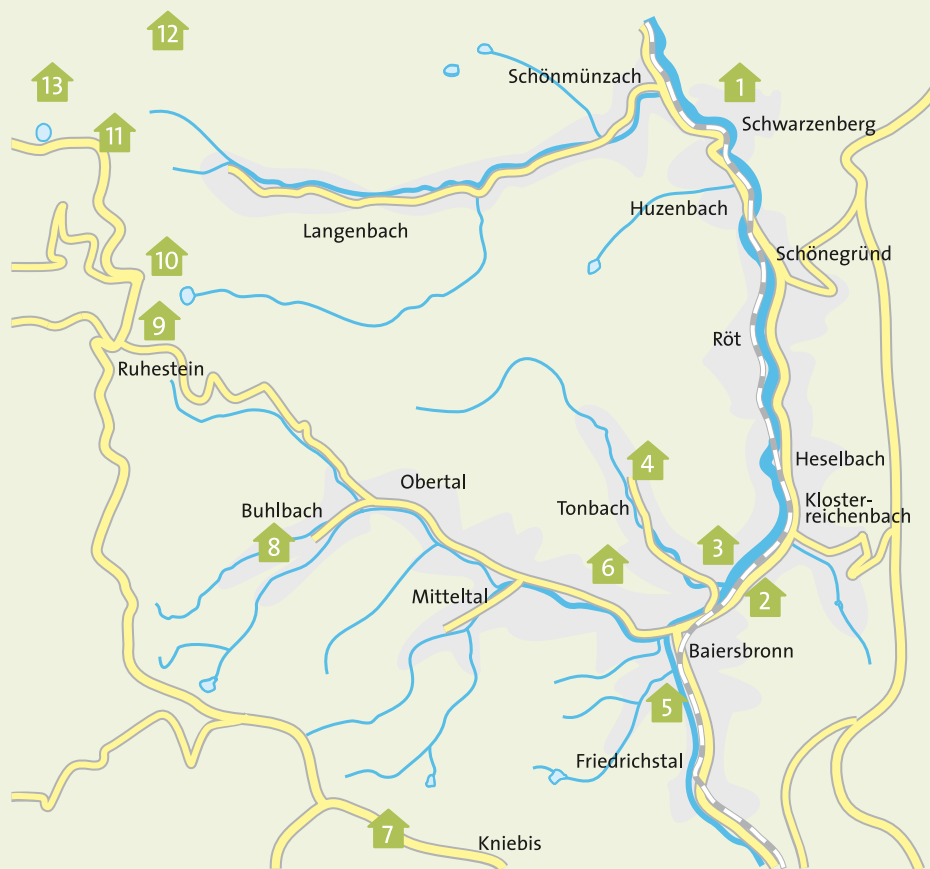 12
13
Schönmünzach
1
11
Schwarzenberg
Huzenbach
Langenbach
10
Schönegründ
9
Röt
Ruhestein
4
Heselbach
Obertal
Kloster-
reichenbach
Tonbach
Buhlbach
8
3
6
Mitteltal
2
Baiersbronn
5
Friedrichstal
7
Kniebis